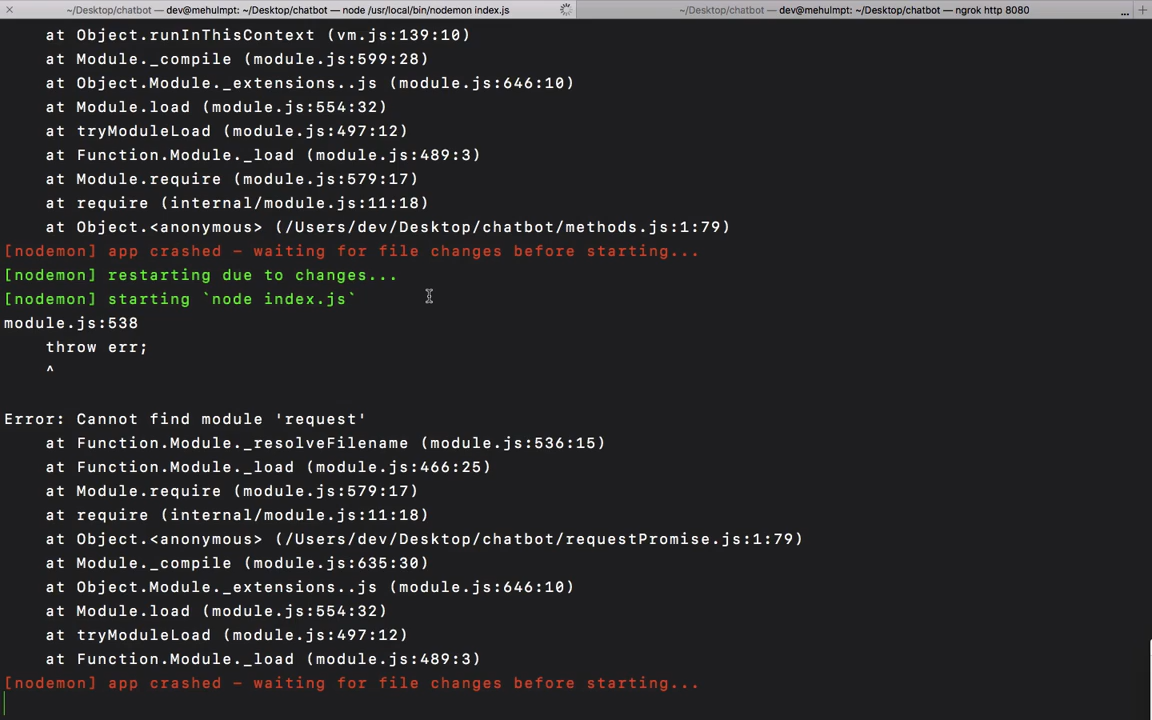 ~/Desktop/chatbot — dev@mehulmpt: ~/Desktop/chatbot — node /usr/local/bin/nodemon index.js
~/Desktop/chatbot — dev@mehulmpt: ~/Desktop/chatbot — ngrok http 8080
...
at Object.runInThisContext (vm.js:139:10)
at Module._compile (module.js:599:28)
at Object.Module._extensions..js (module.js:646:10)
at Module.load (module.js:554:32)
at tryModuleLoad (module.js:497:12)
at Function.Module._load (module.js:489:3)
at Module.require (module.js:579:17)
at require (internal/module.js:11:18)
at Object.<anonymous> (/Users/dev/Desktop/chatbot/methods.js:1:79)
[nodemon] app crashed - waiting for file changes before starting...
[nodemon] restarting due to changes...
[nodemon] starting `node index.js`
module.js:538
throw err;
^
Error: Cannot find module 'request'
at Function.Module._resolveFilename (module.js:536:15)
at Function.Module._load (module.js:466:25)
at Module.require (module.js:579:17)
at require (internal/module.js:11:18)
at Object.<anonymous> (/Users/dev/Desktop/chatbot/requestPromise.js:1:79)
at Module._compile (module.js:635:30)
at Object.Module._extensions..js (module.js:646:10)
at Module.load (module.js:554:32)
at tryModuleLoad (module.js:497:12)
at Function.Module._load (module.js:489:3)
[nodemon] app crashed - waiting for file changes before starting...